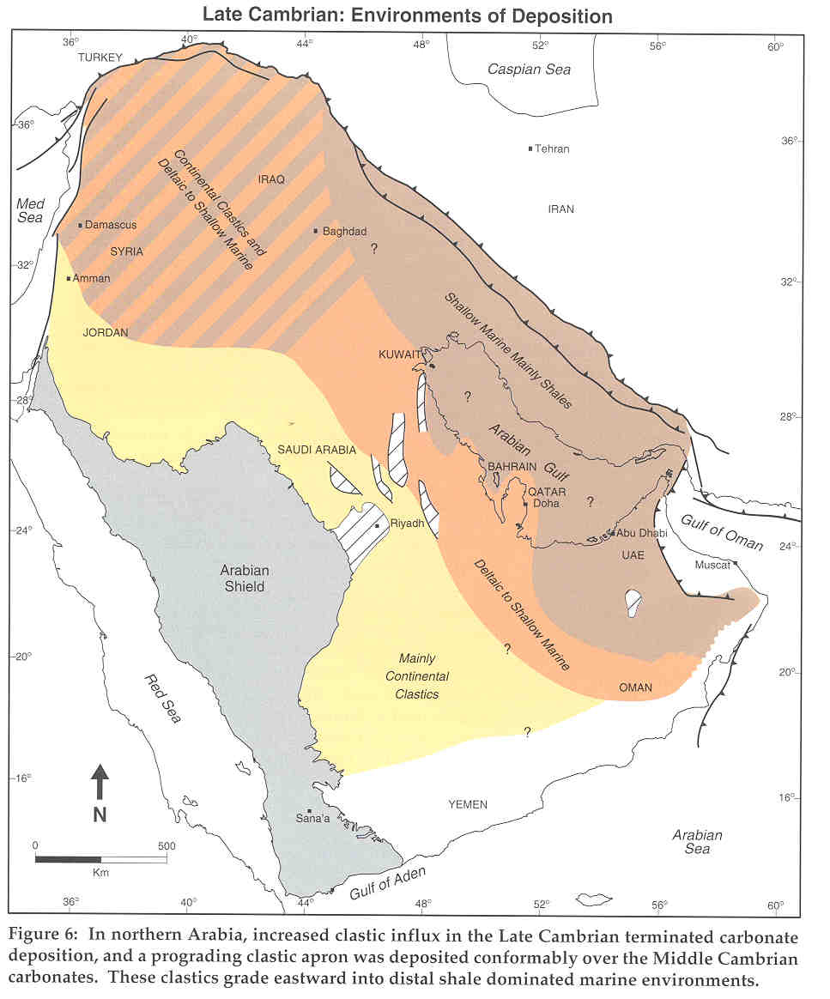 Late Cambrian: Environments of Deposition
36° 40° 44° 48° 52° 56° 60°
TURKEY
Caspian Sea
36°
36°
Tehran
Continental Clastics and
Deltaic to Shallow Marine
IRAQ
IRAN
Med
Sea
Damascus
Baghdad
SYRIA
?
32°
32°
Amman
Shallow Marine Mainly Shales
JORDAN
KUWAIT
28°
?
28°
Arabian
Gulf
SAUDI ARABIA
BAHRAIN
QATAR
Doha
?
Riyadh
24°
Abu Dhabi
Gulf of Oman
24°
UAE
Muscat
Arabian
Shield
Deltaic to Shallow Marine
?
20°
Mainly
Continental
Clastics
20°
OMAN
Red Sea
?
16°
16°
N
YEMEN
Sana'a
Arabian
Sea
0 500
Km
Gulf of Aden
36° 40° 44° 48° 52° 56° 60°
Figure 6: In northern Arabia, increased clastic influx in the Late Cambrian terminated carbonate
deposition, and a prograding clastic apron was deposited conformably over the Middle Cambrian
carbonates. These clastics grade eastward into distal shale dominated marine environments.